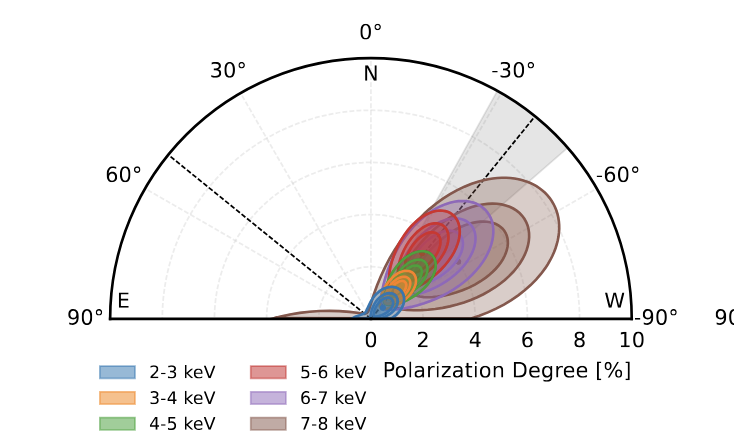 0°
30°
-30°
N
60°
-60°
E
W
90°
-90°
90
0 2 4 6 8 10
Polarization Degree [%]
2-3 keV
5-6 keV
3-4 keV
6-7 keV
4-5 keV
7-8 keV